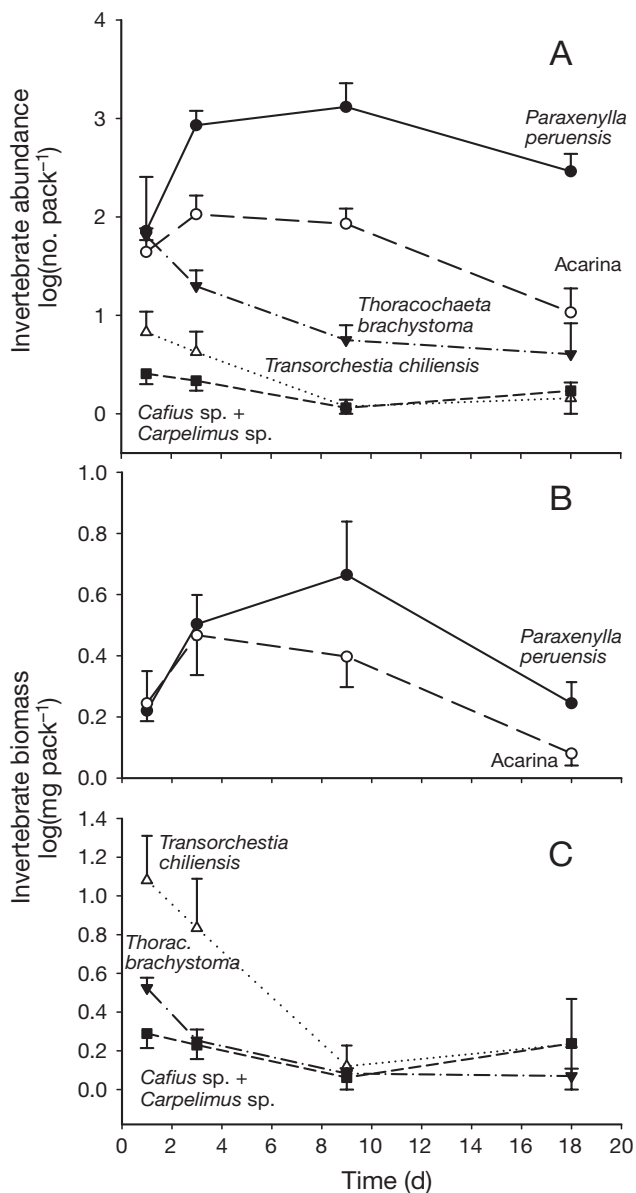 A
Invertebrate abundance
log(no. pack⁻¹)
4
3
2
1
0
Paraxenylla
peruensis
Acarina
Thoracochaeta
brachystoma
Transorchestia chiliensis
Cafius sp. +
Carpelimus sp.
B
Invertebrate biomass
log(mg pack⁻¹)
1.0
0.8
0.6
0.4
0.2
0.0
Paraxenylla
peruensis
Acarina
C
1.4
1.2
1.0
0.8
0.6
0.4
0.2
0.0
Transorchestia
chiliensis
Thorac.
brachystoma
Cafius sp. +
Carpelimus sp.
0 2 4 6 8 10 12 14 16 18 20
Time (d)